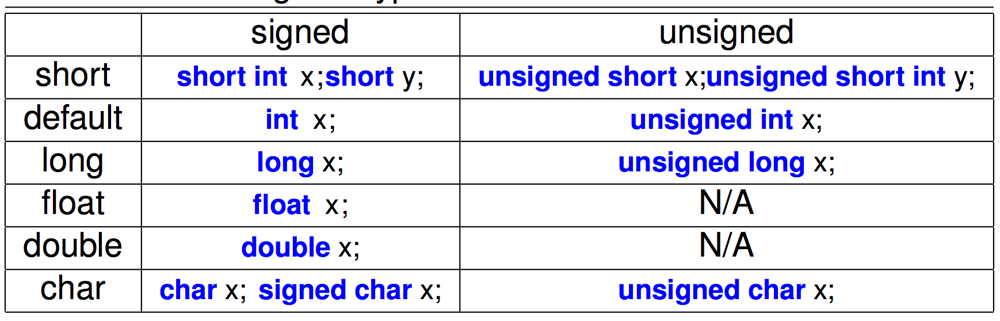 signed unsigned
short short int x;short y; unsigned short x;unsigned short int y;
default int x; unsigned int x;
long long x; unsigned long x;
float float x; N/A
double double x; N/A
char char x; signed char x; unsigned char x;